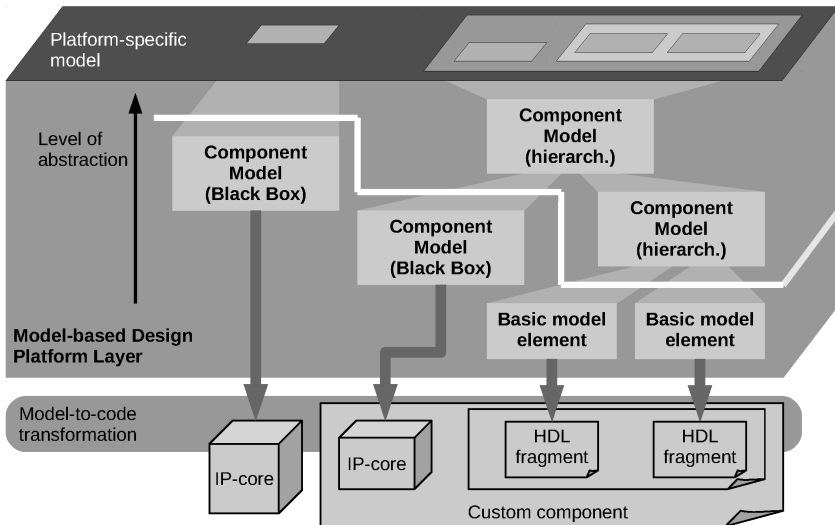 Platform-specific
model
Level of
abstraction
Component
Model
(Black Box)
Component
Model
(hierarch.)
Component
Model
(Black Box)
Component
Model
(hierarch.)
Basic model
element
Basic model
element
Model-based Design
Platform Layer
Model-to-code
transformation
IP-core
IP-core
HDL
fragment
HDL
fragment
Custom component